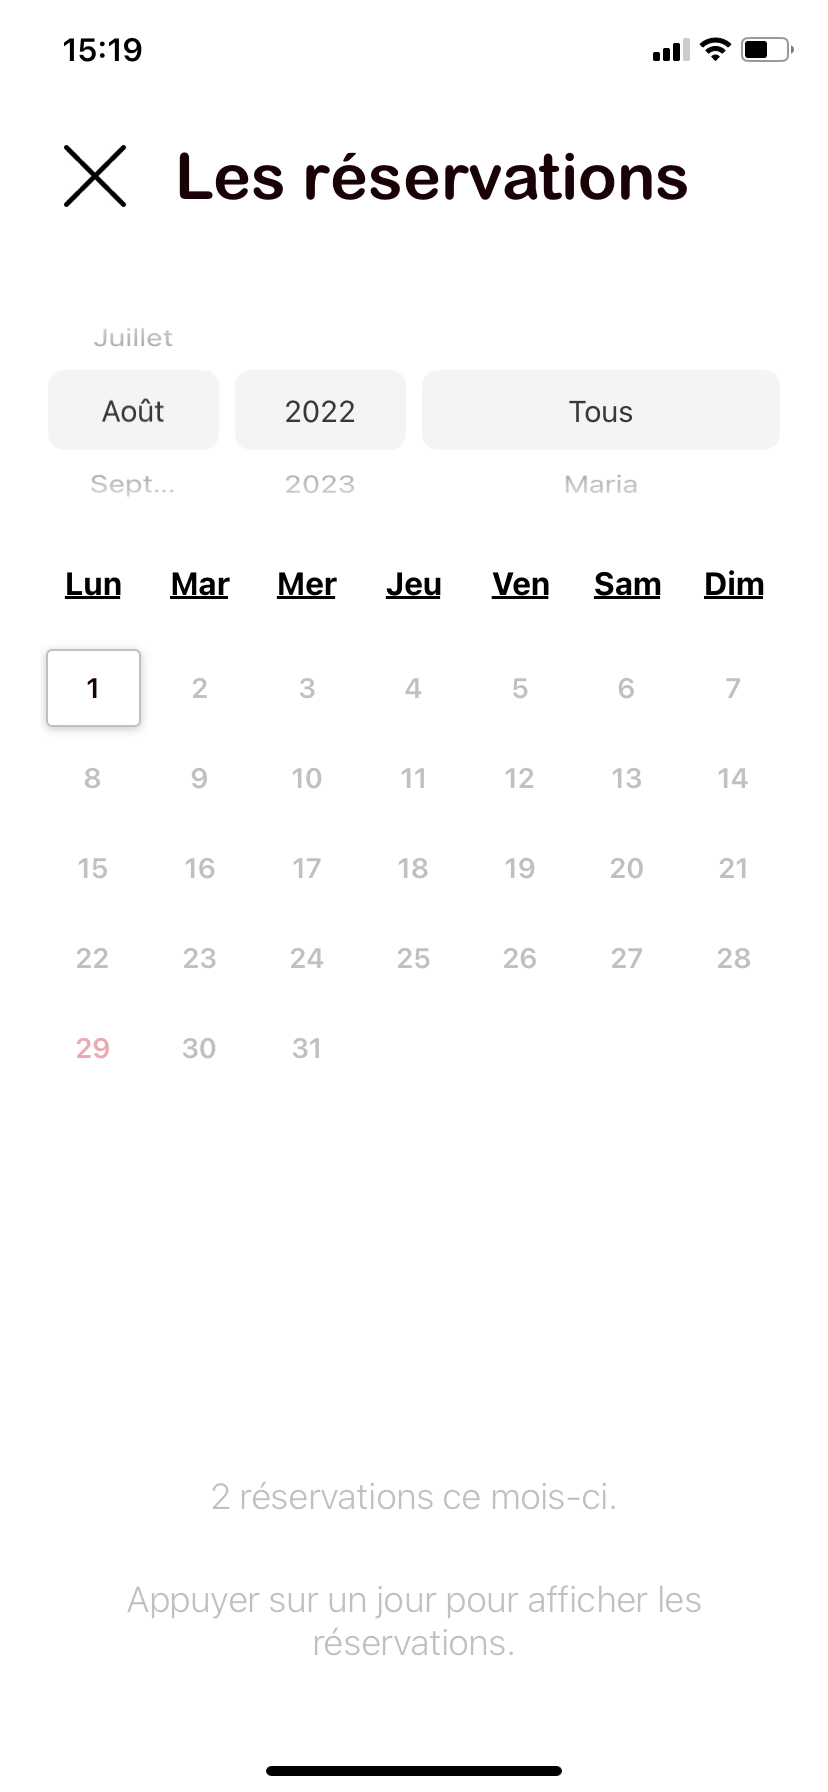 15:19
Les réservations
Juillet
Août 2022 Tous
Sept... 2023 Maria
Lun Mar Mer Jeu Ven Sam Dim
1 2 3 4 5 6 7
8 9 10 11 12 13 14
15 16 17 18 19 20 21
22 23 24 25 26 27 28
29 30 31
2 réservations ce mois-ci.
Appuyer sur un jour pour afficher les
réservations.